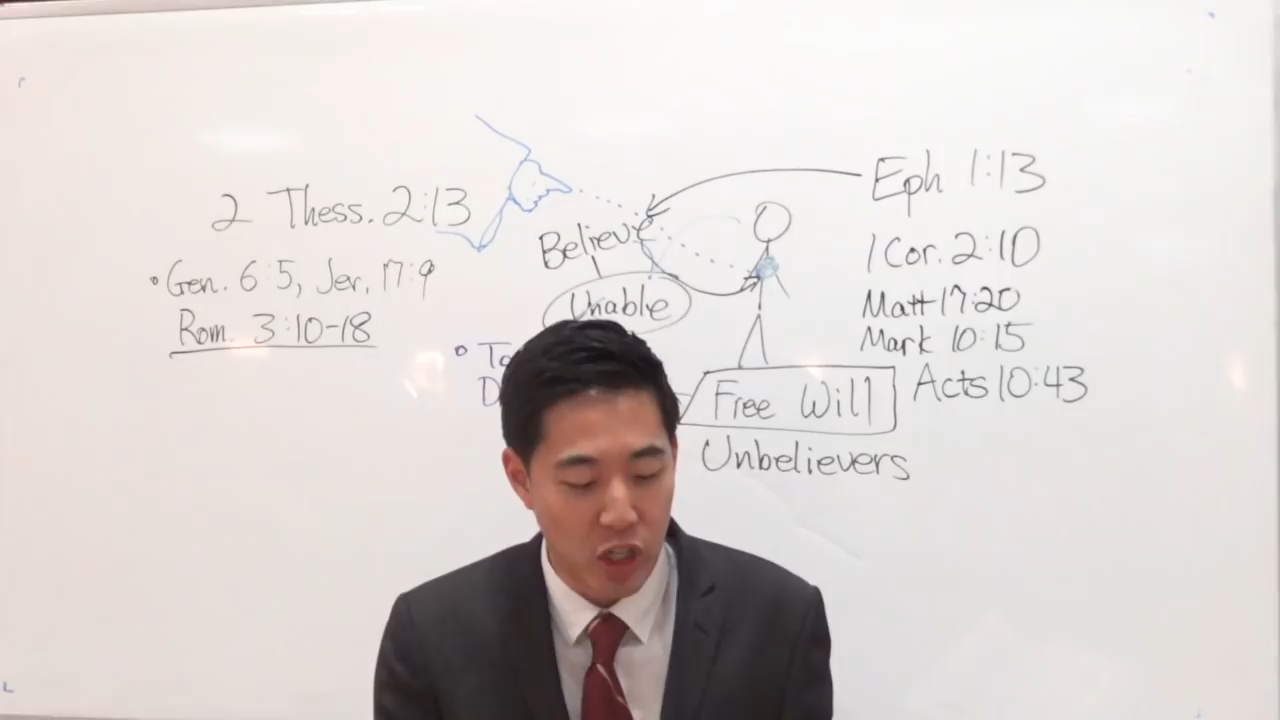 2 Thess. 2:13
• Gen. 6:5, Jer. 17:9
Rom. 3:10-18
Believe
Unable
Eph 1:13
1 Cor. 2:10
Matt 17:20
Mark 10:15
Acts 10:43
Free Will
Unbelievers